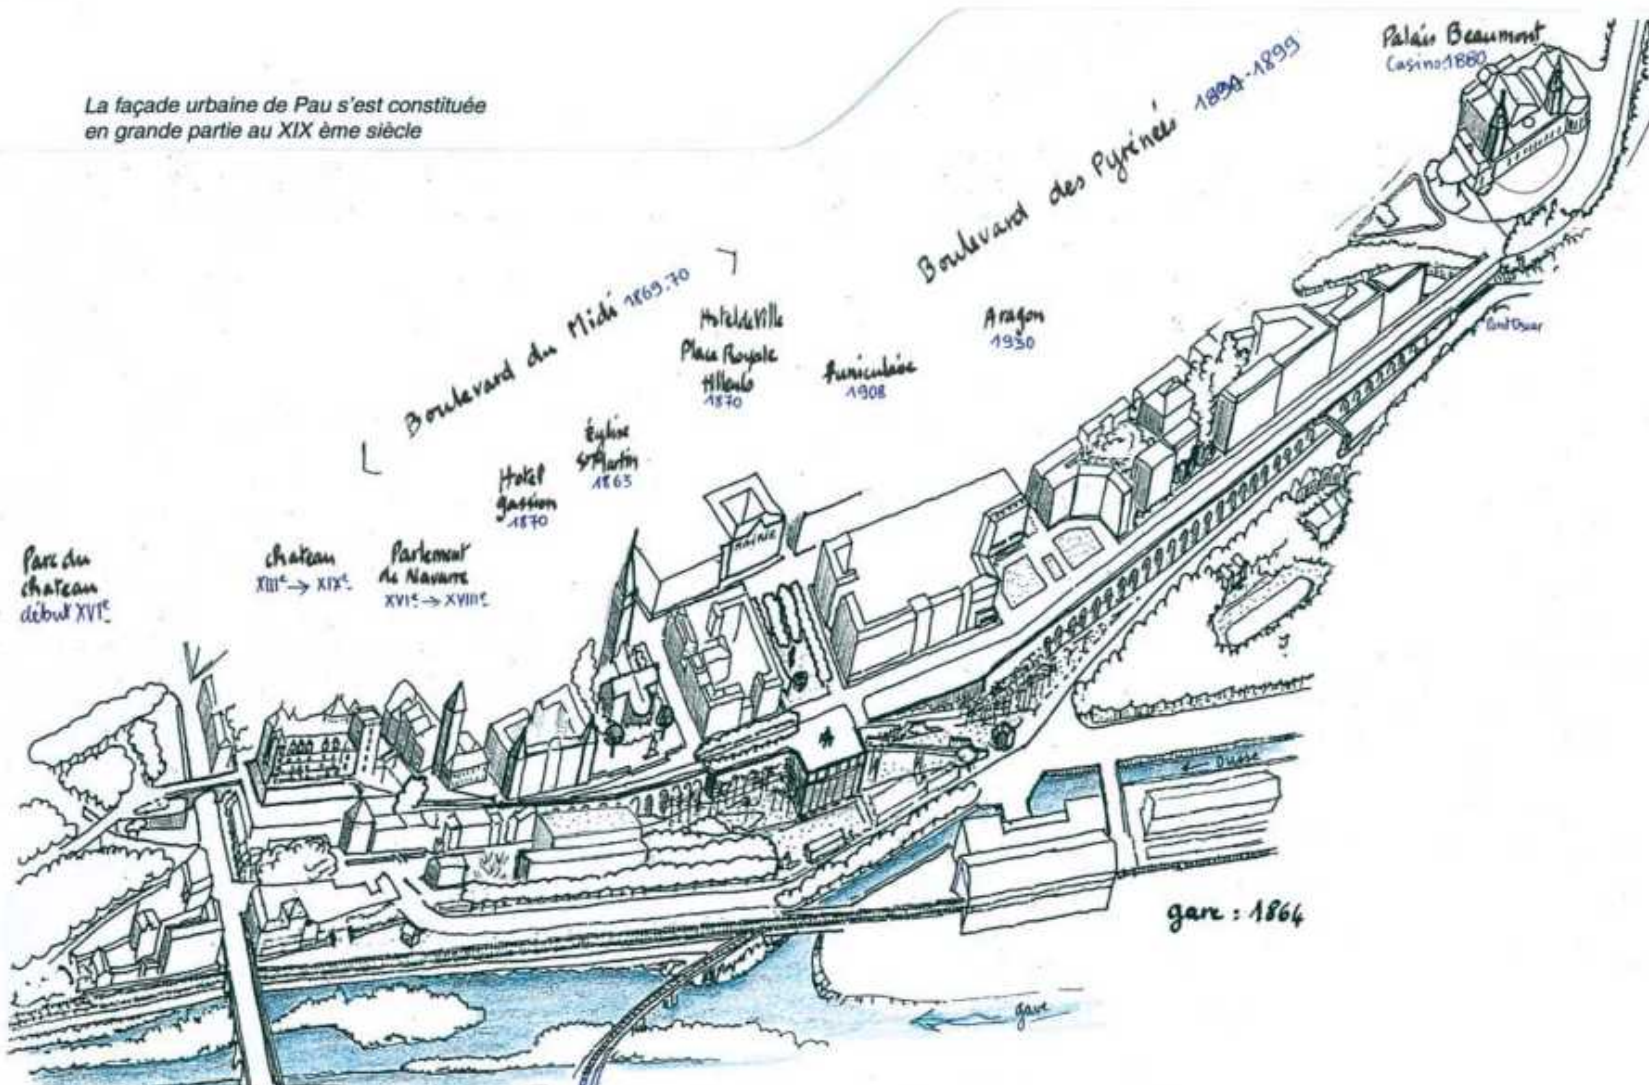 La façade urbaine de Pau s'est constituée
en grande partie au XIX ème siècle
Palais Beaumont
Casino 1880
Boulevard des Pyrénées 1894-1899
Boulevard du Midi 1869.70
Hotel de Ville
Place Royale
1870
Funiculaire
1908
Aragon
1930
Église
St Martin
1863
Hotel
Gassion
1870
Parc du
chateau
début XVIe
chateau
XIIIe → XIXe
Parlement
de Navarre
XVIe → XVIIIe
MAIRIE
Ousse
gare : 1864
gave